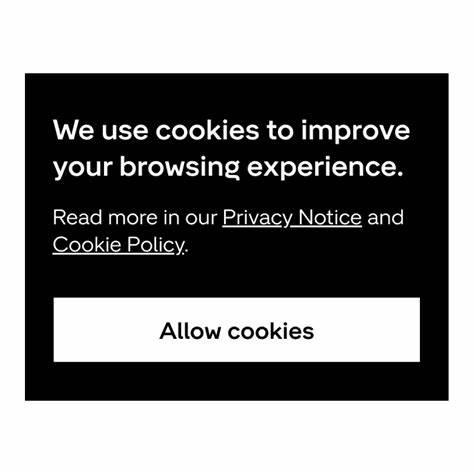 We use cookies to improve
your browsing experience.
Read more in our Privacy Notice and
Cookie Policy.
Allow cookies